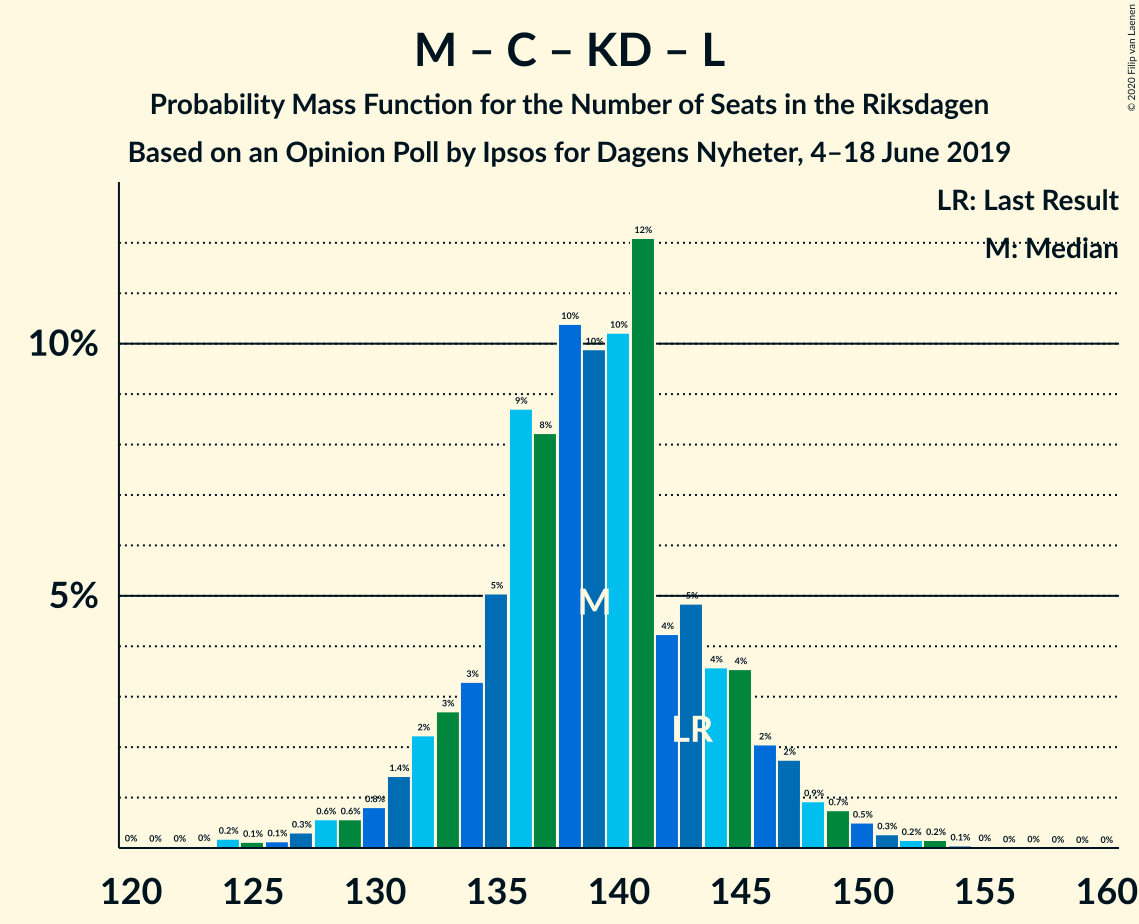 M – C – KD – L
Probability Mass Function for the Number of Seats in the Riksdagen
Based on an Opinion Poll by Ipsos for Dagens Nyheter, 4–18 June 2019
© 2020 Filip van Laenen
LR: Last Result
M: Median
10%
5%
0% 0% 0% 0% 0.2% 0.1% 0.1% 0.3% 0.6% 0.6% 0.8% 1.4% 2% 3% 3% 5% 9% 8% 10% 10% 10% 12% 4% 5% 4% 4% 2% 2% 0.9% 0.7% 0.5% 0.3% 0.2% 0.2% 0.1% 0% 0% 0% 0% 0% 0%
M
LR
120 125 130 135 140 145 150 155 160